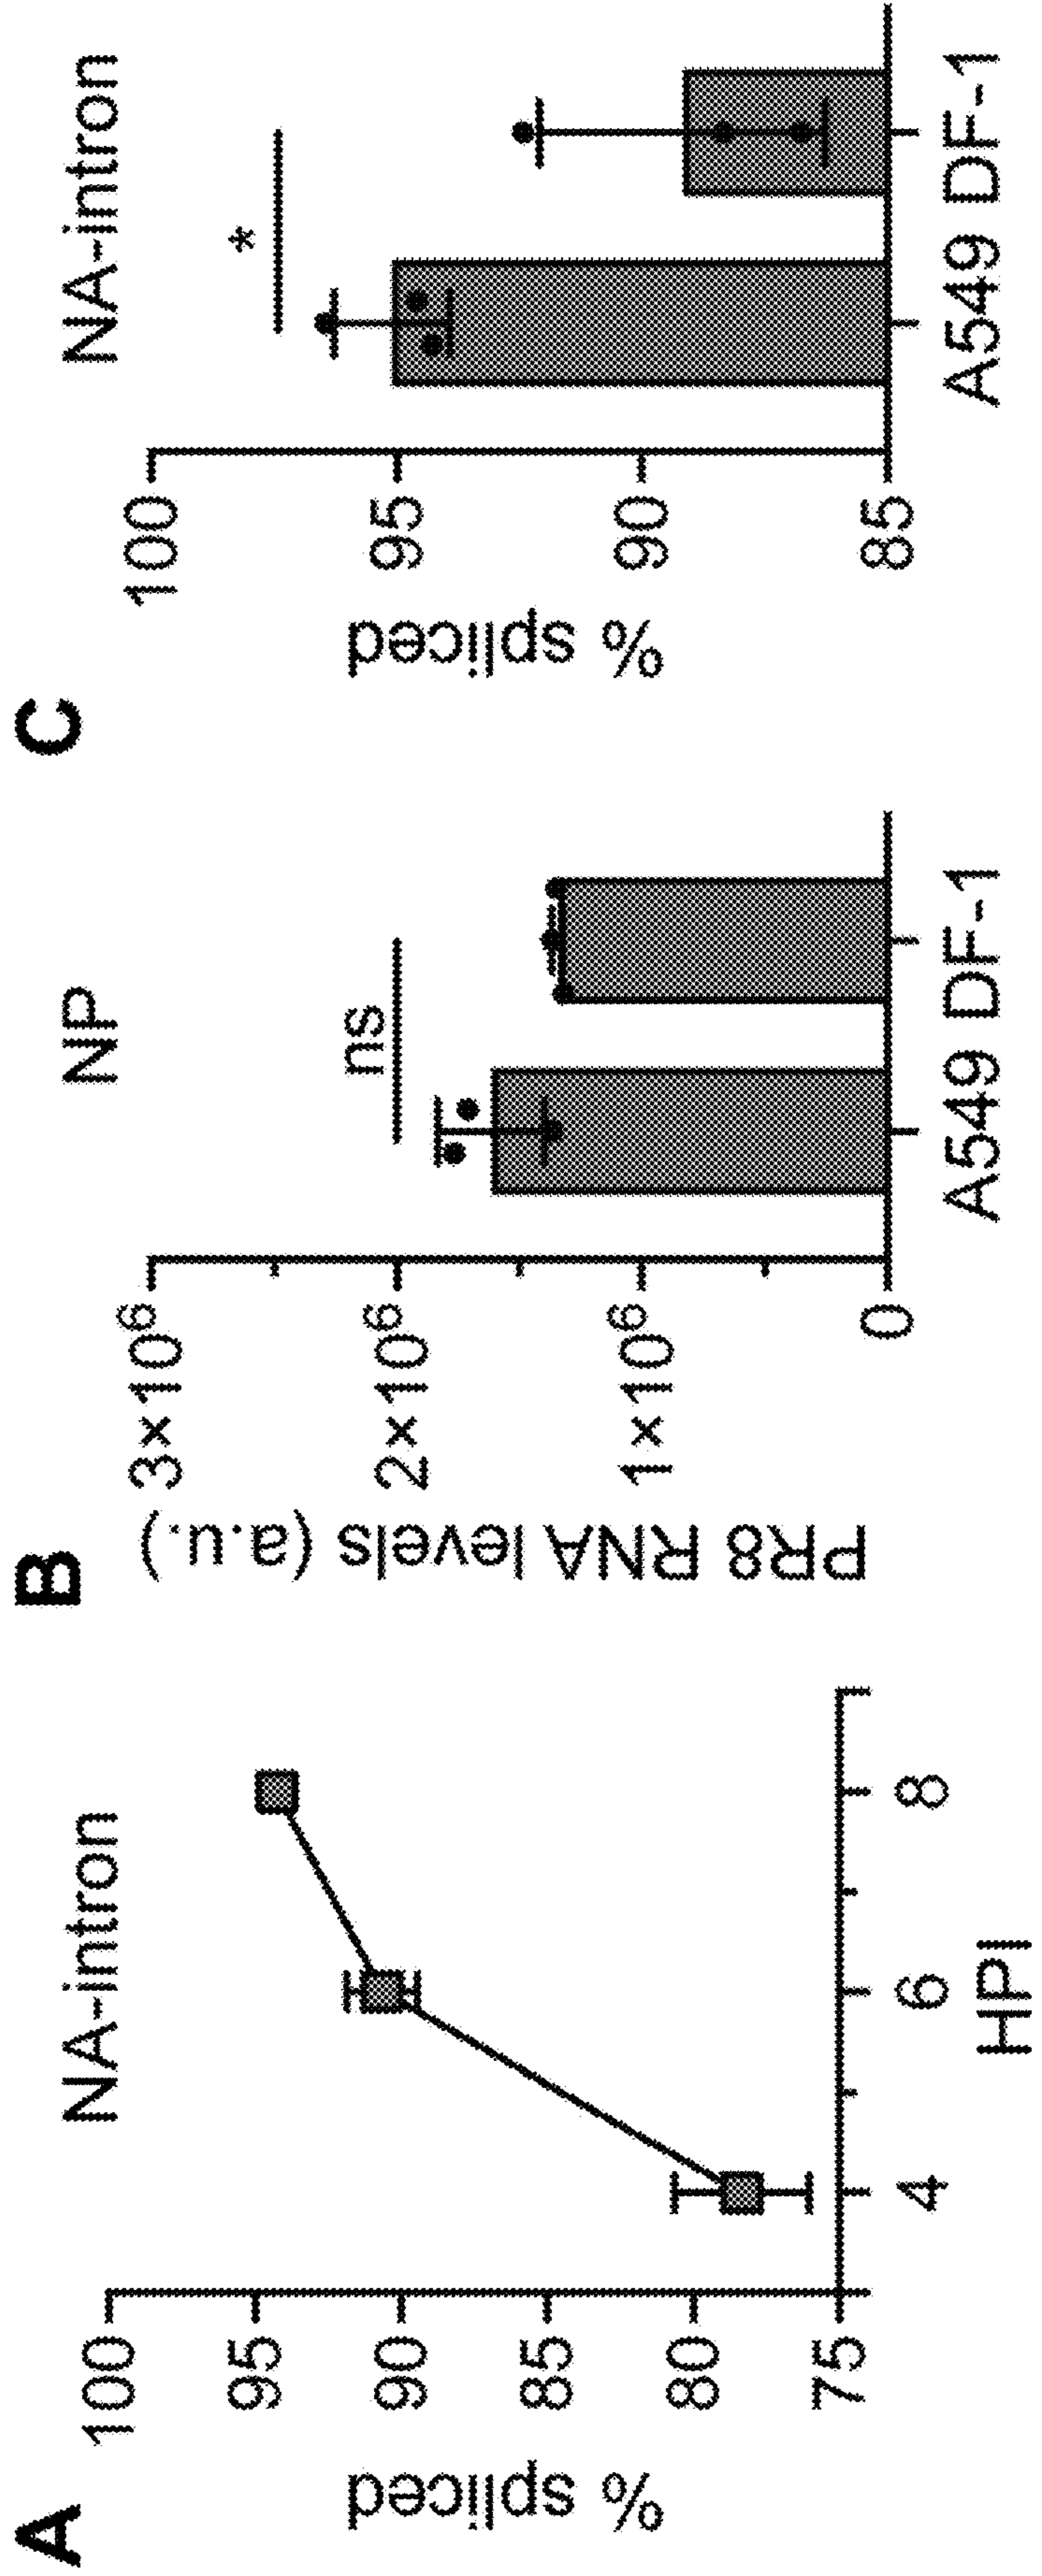 A
NA-intron
% spliced
100
95
90
85
80
75
4
6
8
HPI
B
NP
PR8 RNA levels (a.u.)
3×10⁶
2×10⁶
1×10⁶
0
ns
A549 DF-1
C
NA-intron
% spliced
100
95
90
85
*
A549 DF-1